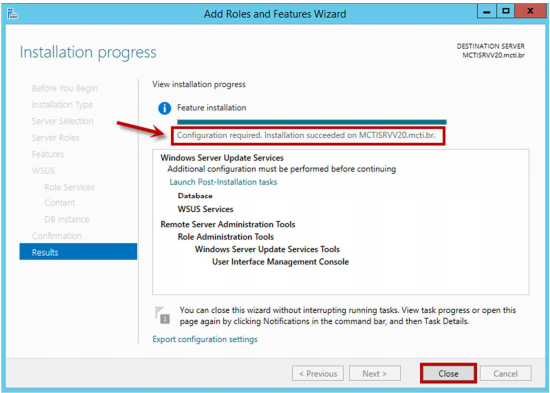 Add Roles and Features Wizard
Installation progress
DESTINATION SERVER
MCTISRVV20.mcti.br
Before You Begin
Installation Type
Server Selection
Server Roles
Features
WSUS
Role Services
Content
DB Instance
Confirmation
Results
View installation progress
Feature installation
Configuration required. Installation succeeded on MCTISRVV20.mcti.br.
Windows Server Update Services
Additional configuration must be performed before continuing
Launch Post-Installation tasks
Database
WSUS Services
Remote Server Administration Tools
Role Administration Tools
Windows Server Update Services Tools
User Interface Management Console
1
You can close this wizard without interrupting running tasks. View task progress or open this
page again by clicking Notifications in the command bar, and then Task Details.
Export configuration settings
< Previous
Next >
Close
Cancel